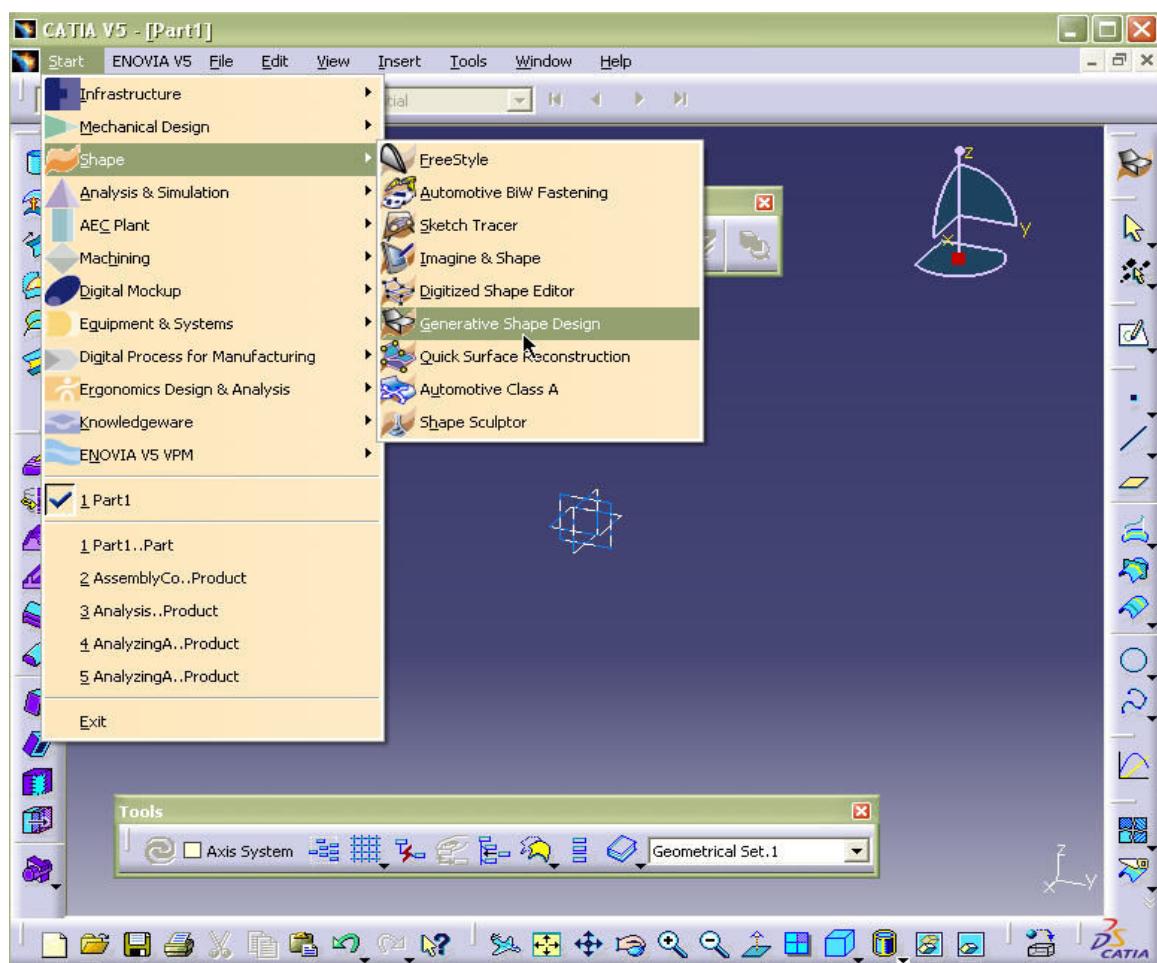 CATIA V5 - [Part1]
Start ENOVIA V5 File Edit View Insert Tools Window Help
Infrastructure
Mechanical Design
Shape
Analysis & Simulation
AEC Plant
Machining
Digital Mockup
Equipment & Systems
Digital Process for Manufacturing
Ergonomics Design & Analysis
Knowledgeware
ENOVIA V5 VPM
1 Part1
1 Part1..Part
2 AssemblyCo..Product
3 Analysis..Product
4 AnalyzingA..Product
5 AnalyzingA..Product
Exit
FreeStyle
Automotive BiW Fastening
Sketch Tracer
Imagine & Shape
Digitized Shape Editor
Generative Shape Design
Quick Surface Reconstruction
Automotive Class A
Shape Sculptor
z
y
x
Tools
Axis System Geometrical Set.1
z
x y
CATIA